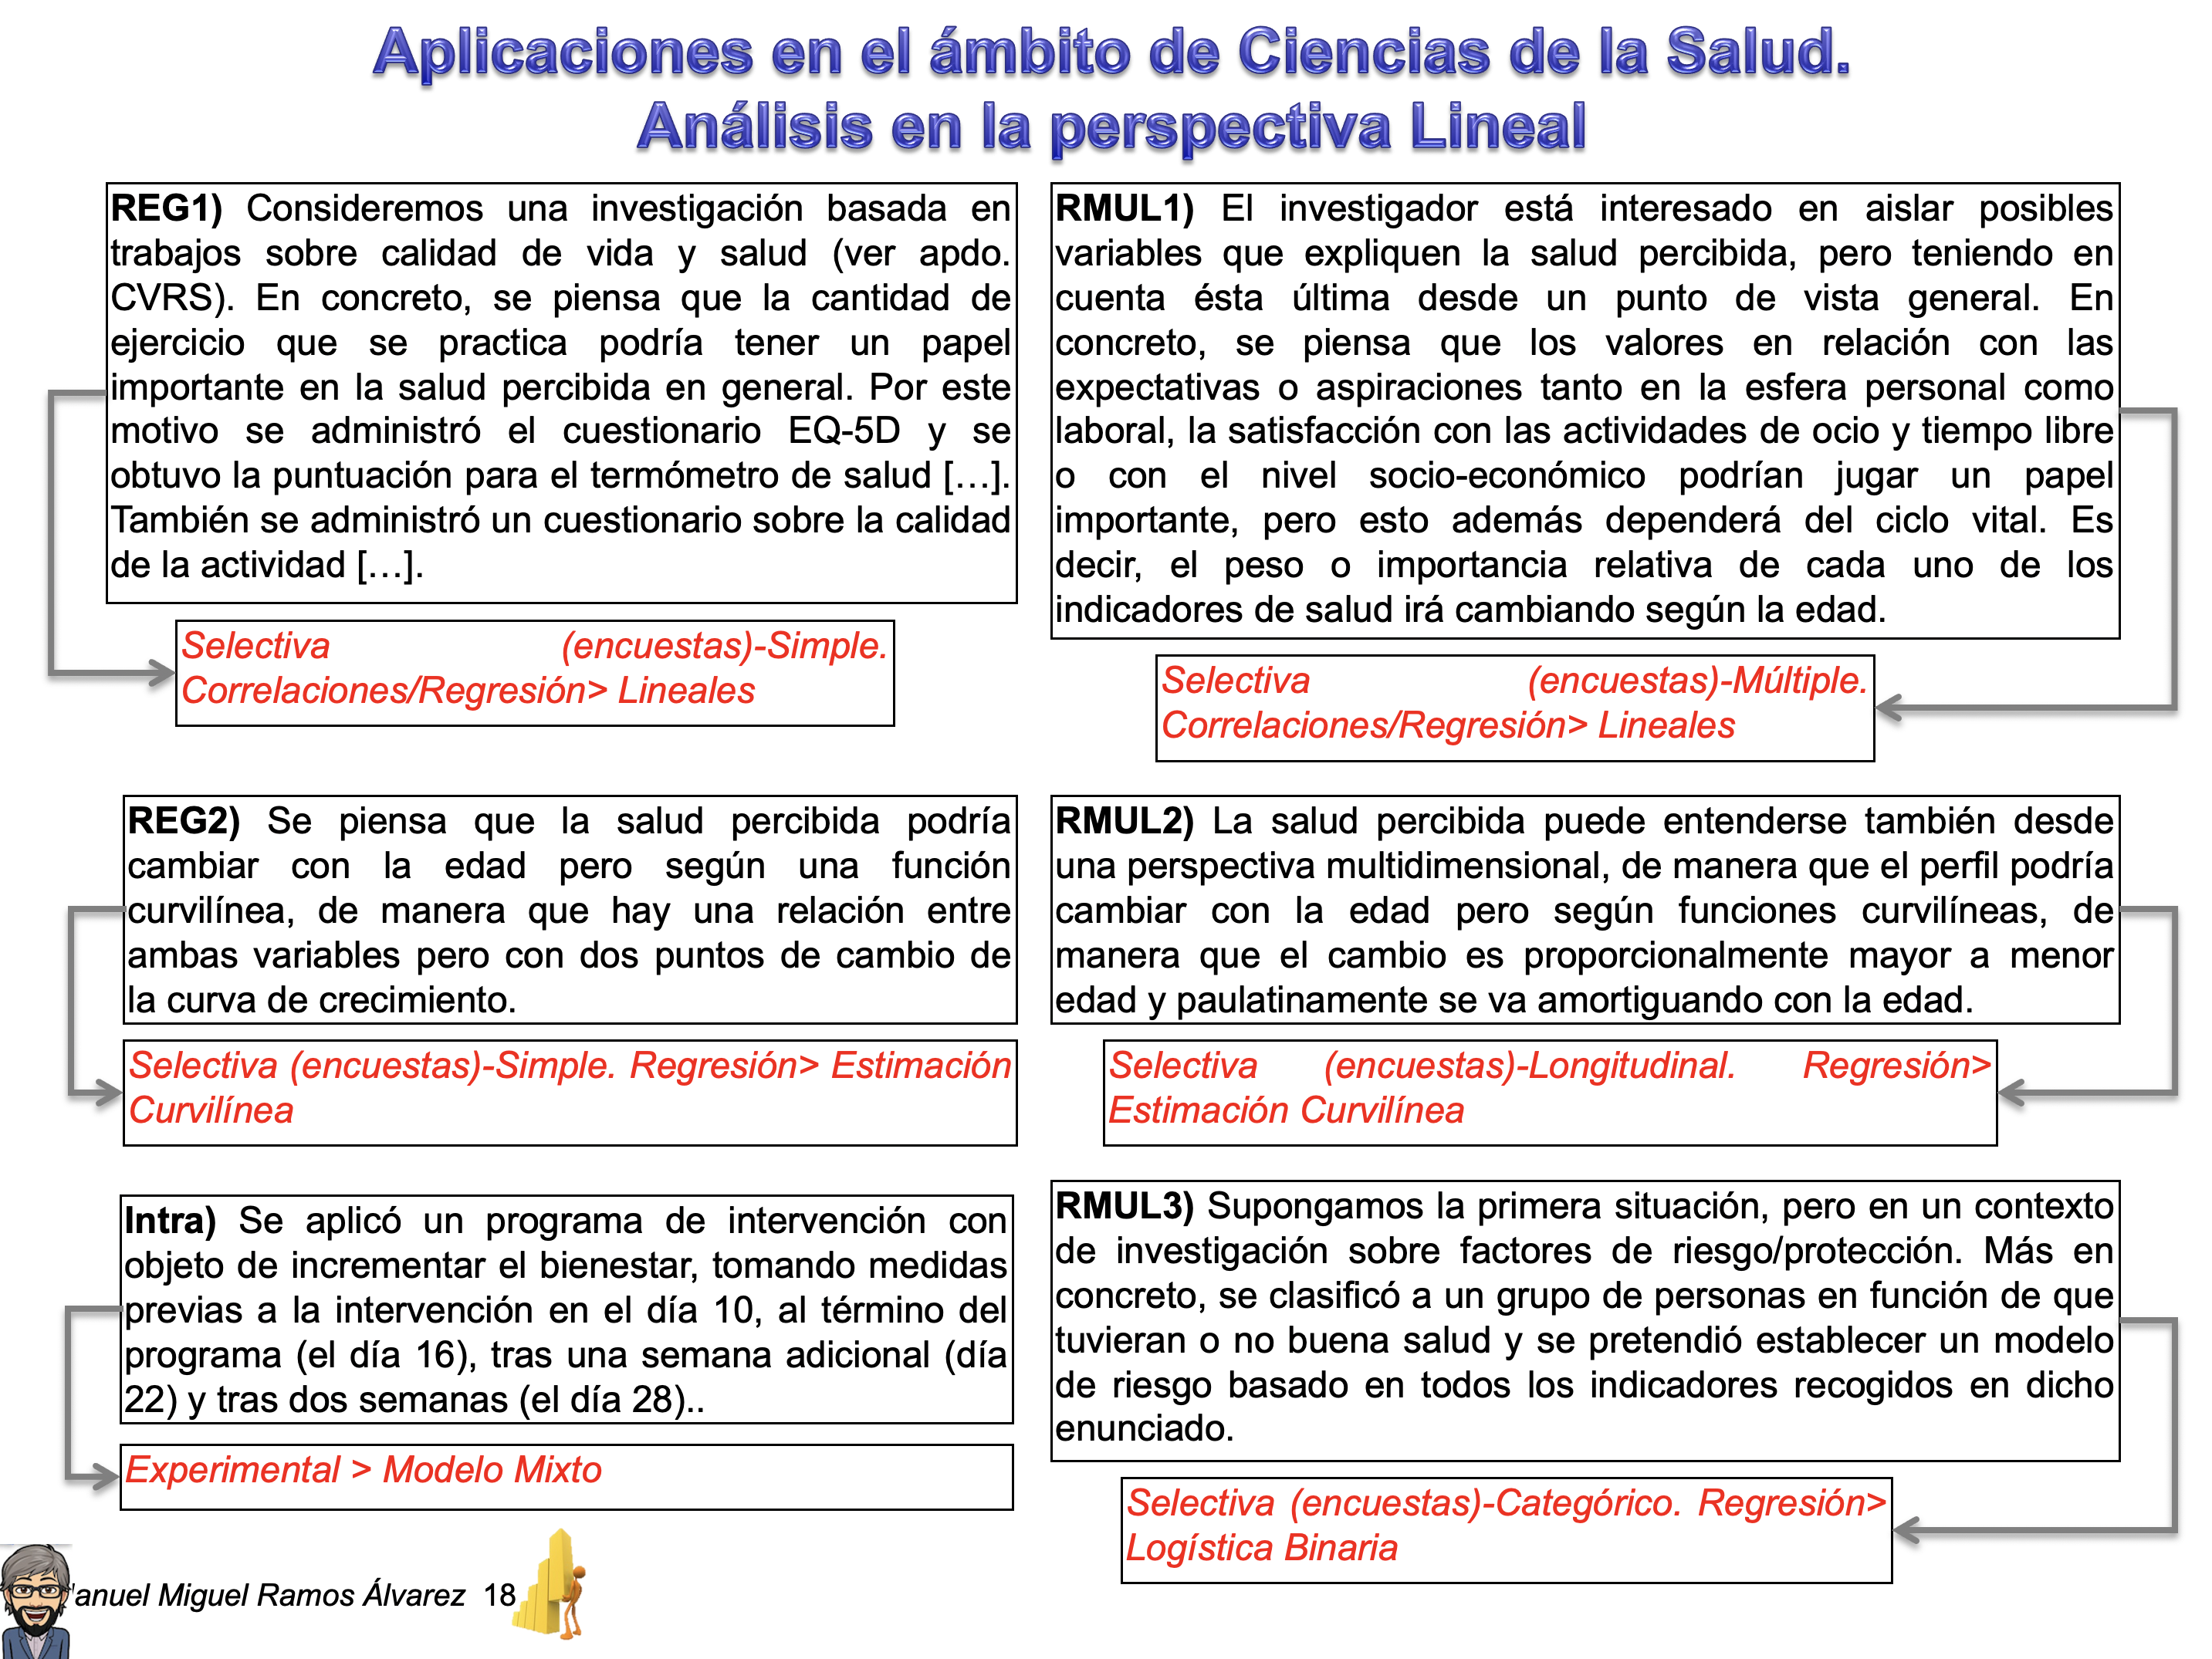 Aplicaciones en el ámbito de Ciencias de la Salud.
Análisis en la perspectiva Lineal
REG1) Consideremos una investigación basada en
trabajos sobre calidad de vida y salud (ver apdo.
CVRS). En concreto, se piensa que la cantidad de
ejercicio que se practica podría tener un papel
importante en la salud percibida en general. Por este
motivo se administró el cuestionario EQ-5D y se
obtuvo la puntuación para el termómetro de salud […].
También se administró un cuestionario sobre la calidad
de la actividad […].
Selectiva (encuestas)-Simple.
Correlaciones/Regresión> Lineales
REG2) Se piensa que la salud percibida podría
cambiar con la edad pero según una función
curvilínea, de manera que hay una relación entre
ambas variables pero con dos puntos de cambio de
la curva de crecimiento.
Selectiva (encuestas)-Simple. Regresión> Estimación
Curvilínea
Intra) Se aplicó un programa de intervención con
objeto de incrementar el bienestar, tomando medidas
previas a la intervención en el día 10, al término del
programa (el día 16), tras una semana adicional (día
22) y tras dos semanas (el día 28)..
Experimental > Modelo Mixto
RMUL1) El investigador está interesado en aislar posibles
variables que expliquen la salud percibida, pero teniendo en
cuenta ésta última desde un punto de vista general. En
concreto, se piensa que los valores en relación con las
expectativas o aspiraciones tanto en la esfera personal como
laboral, la satisfacción con las actividades de ocio y tiempo libre
o con el nivel socio-económico podrían jugar un papel
importante, pero esto además dependerá del ciclo vital. Es
decir, el peso o importancia relativa de cada uno de los
indicadores de salud irá cambiando según la edad.
Selectiva (encuestas)-Múltiple.
Correlaciones/Regresión> Lineales
RMUL2) La salud percibida puede entenderse también desde
una perspectiva multidimensional, de manera que el perfil podría
cambiar con la edad pero según funciones curvilíneas, de
manera que el cambio es proporcionalmente mayor a menor
edad y paulatinamente se va amortiguando con la edad.
Selectiva (encuestas)-Longitudinal. Regresión>
Estimación Curvilínea
RMUL3) Supongamos la primera situación, pero en un contexto
de investigación sobre factores de riesgo/protección. Más en
concreto, se clasificó a un grupo de personas en función de que
tuvieran o no buena salud y se pretendió establecer un modelo
de riesgo basado en todos los indicadores recogidos en dicho
enunciado.
Selectiva (encuestas)-Categórico. Regresión>
Logística Binaria
anuel Miguel Ramos Álvarez 18